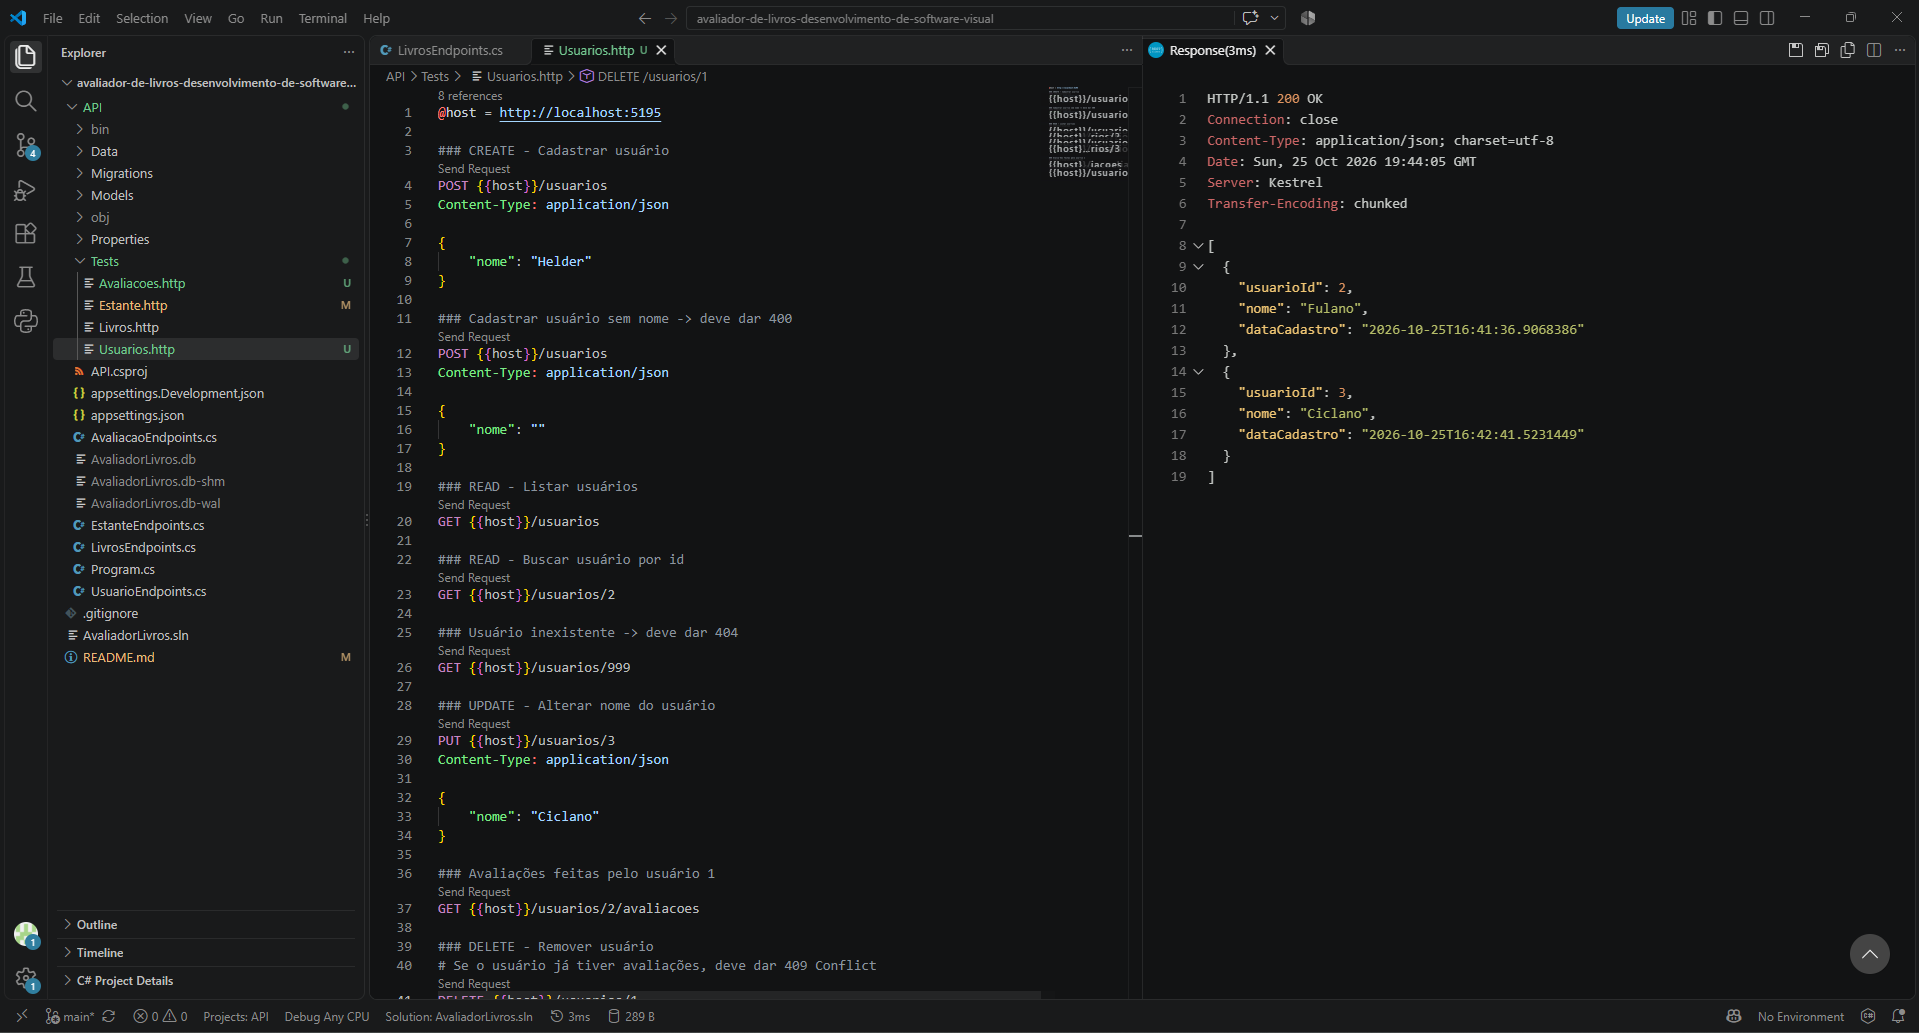 File Edit Selection View Go Run Terminal Help
avaliador-de-livros-desenvolvimento-de-software-visual
Update
Explorer
avaliador-de-livros-desenvolvimento-de-software...
API
bin
Data
Migrations
Models
obj
Properties
Tests
Avaliacoes.http U
Estante.http M
Livros.http
Usuarios.http U
API.csproj
appsettings.Development.json
appsettings.json
AvaliacaoEndpoints.cs
AvaliadorLivros.db
AvaliadorLivros.db-shm
AvaliadorLivros.db-wal
EstanteEndpoints.cs
LivrosEndpoints.cs
Program.cs
UsuarioEndpoints.cs
.gitignore
AvaliadorLivros.sln
README.md M
Outline
Timeline
C# Project Details
4
1
1
LivrosEndpoints.cs
Usuarios.http U
API > Tests > Usuarios.http > DELETE /usuarios/1
8 references
1 @host = http://localhost:5195
2
3 ### CREATE - Cadastrar usuário
Send Request
4 POST {{host}}/usuarios
5 Content-Type: application/json
6
7 {
8 "nome": "Helder"
9 }
10
11 ### Cadastrar usuário sem nome -> deve dar 400
Send Request
12 POST {{host}}/usuarios
13 Content-Type: application/json
14
15 {
16 "nome": ""
17 }
18
19 ### READ - Listar usuários
Send Request
20 GET {{host}}/usuarios
21
22 ### READ - Buscar usuário por id
Send Request
23 GET {{host}}/usuarios/2
24
25 ### Usuário inexistente -> deve dar 404
Send Request
26 GET {{host}}/usuarios/999
27
28 ### UPDATE - Alterar nome do usuário
Send Request
29 PUT {{host}}/usuarios/3
30 Content-Type: application/json
31
32 {
33 "nome": "Ciclano"
34 }
35
36 ### Avaliações feitas pelo usuário 1
Send Request
37 GET {{host}}/usuarios/2/avaliacoes
38
39 ### DELETE - Remover usuário
40 # Se o usuário já tiver avaliações, deve dar 409 Conflict
Send Request
41 DELETE {{host}}/usuarios/1
{{host}}/usuario
{{host}}/usuario
{{host}}/usuario
Response(3ms)
1 HTTP/1.1 200 OK
2 Connection: close
3 Content-Type: application/json; charset=utf-8
4 Date: Sun, 25 Oct 2026 19:44:05 GMT
5 Server: Kestrel
6 Transfer-Encoding: chunked
7
8 [
9 {
10 "usuarioId": 2,
11 "nome": "Fulano",
12 "dataCadastro": "2026-10-25T16:41:36.9068386"
13 },
14 {
15 "usuarioId": 3,
16 "nome": "Ciclano",
17 "dataCadastro": "2026-10-25T16:42:41.5231449"
18 }
19 ]
main* 0 0 Projects: API Debug Any CPU Solution: AvaliadorLivros.sln 3ms 289 B
No Environment